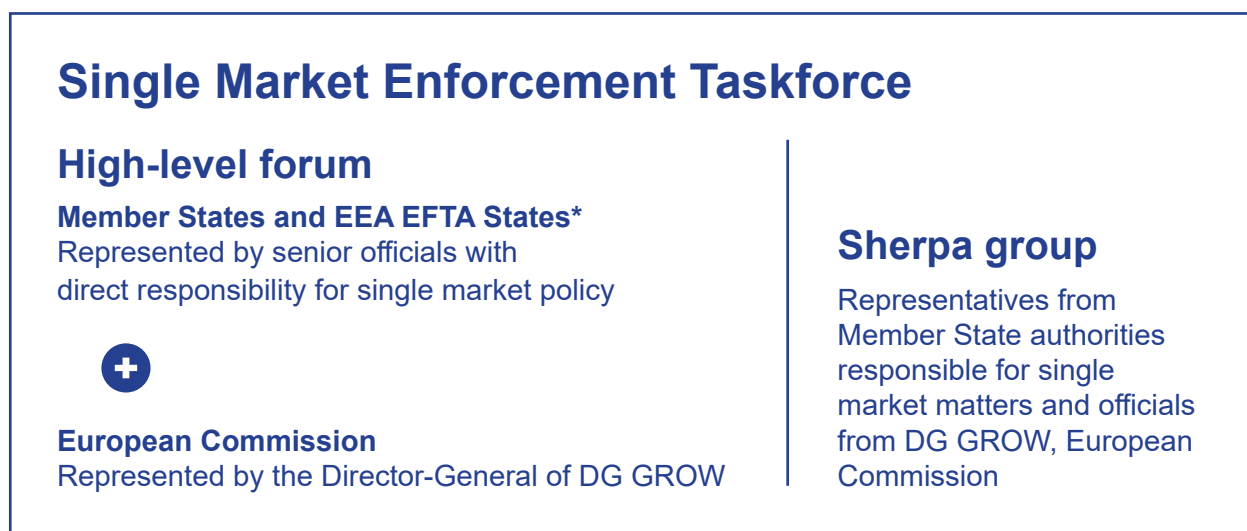 Single Market Enforcement Taskforce
High-level forum
Member States and EEA EFTA States*
Represented by senior officials with
direct responsibility for single market policy
+
European Commission
Represented by the Director-General of DG GROW
Sherpa group
Representatives from
Member State authorities
responsible for single
market matters and officials
from DG GROW, European
Commission